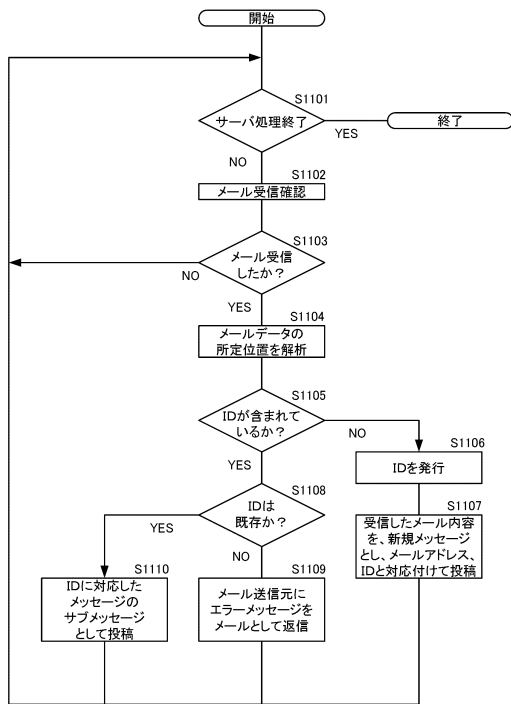 開始
S1101
サーバ処理終了
YES
終了
NO
S1102
メール受信確認
S1103
メール受信
したか？
NO
YES
S1104
メールデータの
所定位置を解析
S1105
IDが含まれて
いるか？
NO
YES
S1106
IDを発行
S1107
受信したメール内容
を、新規メッセージ
とし、メールアドレス、
IDと対応付けて投稿
S1108
IDは
既存か？
YES
NO
S1110
IDに対応した
メッセージの
サブメッセージ
として投稿
S1109
メール送信元に
エラーメッセージを
メールとして返信